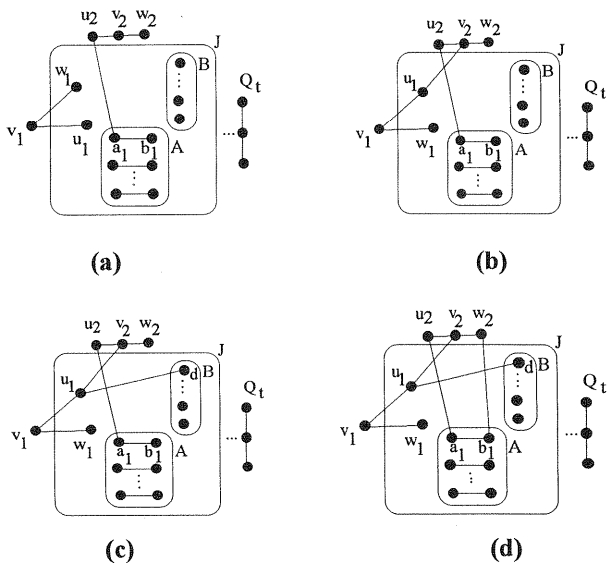 u2 v2 w2
J
w1
B
Qt
v1
u1
A
a1 b1
...
(a)
u2 v2 w2
J
B
u1
Qt
v1
w1
A
a1 b1
...
(b)
u2 v2 w2
J
d B
u1
Qt
v1
w1
A
a1 b1
...
(c)
u2 v2 w2
J
d B
u1
Qt
v1
w1
A
a1 b1
...
(d)